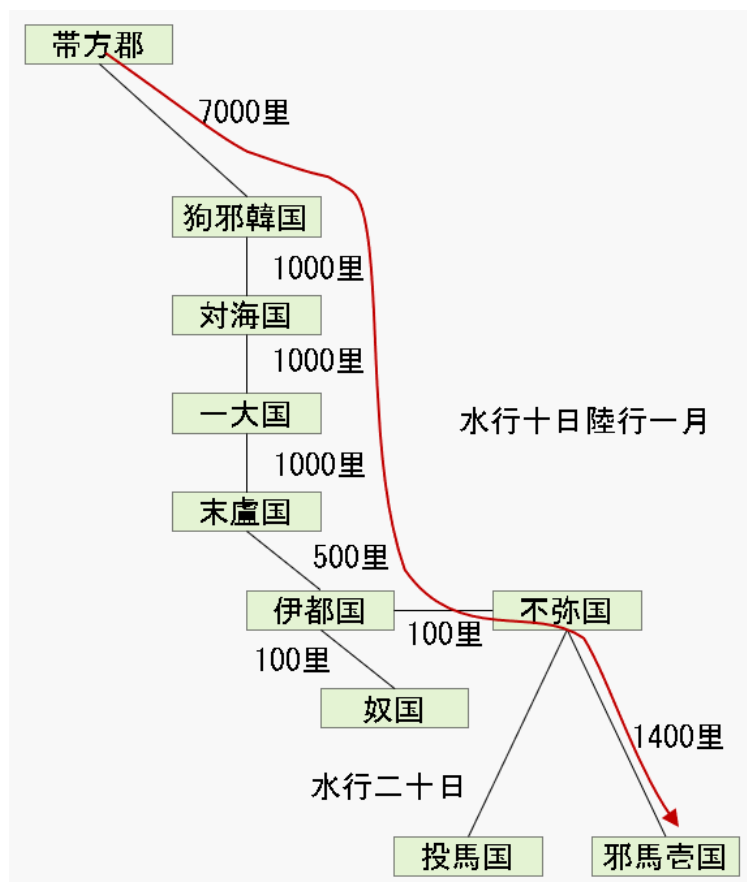 帯方郡
7000里
狗邪韓国
1000里
対海国
1000里
一大国
水行十日陸行一月
1000里
末盧国
500里
伊都国
不弥国
100里
100里
奴国
1400里
水行二十日
投馬国
邪馬壱国